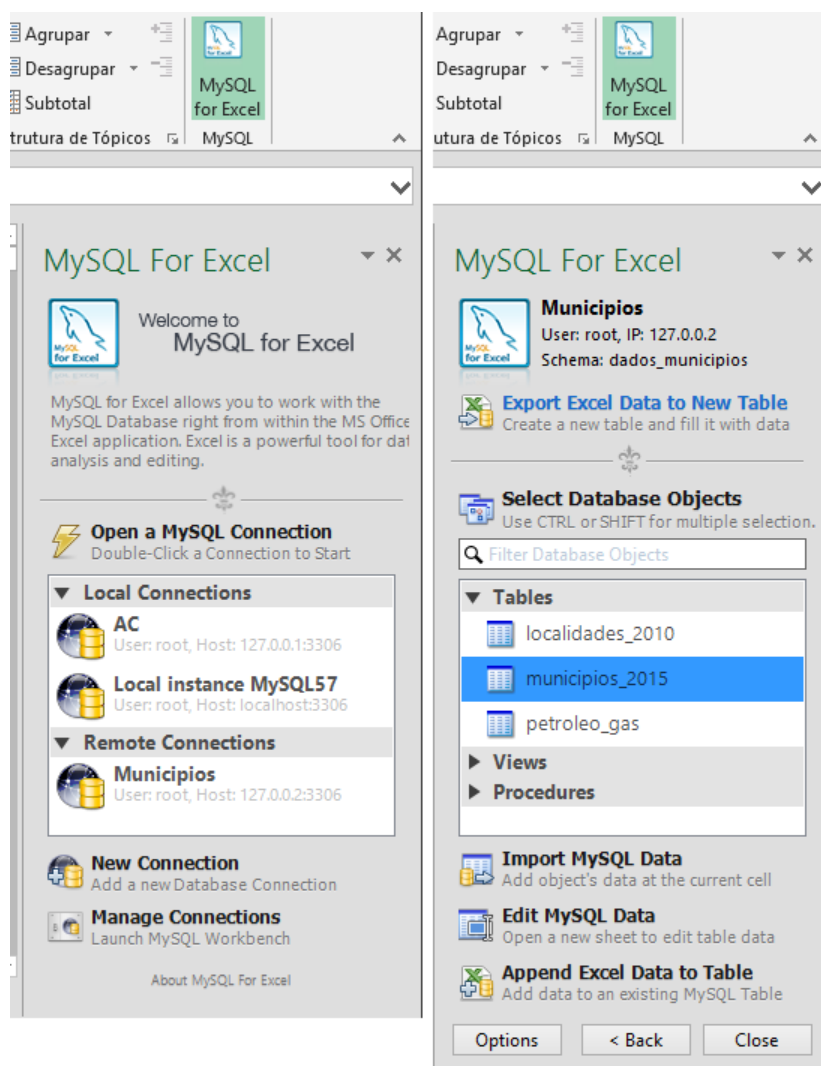 Agrupar
Desagrupar
Subtotal
trutura de Tópicos
MySQL
for Excel
MySQL
MySQL For Excel
MySQL
for Excel
Welcome to
MySQL for Excel
MySQL for Excel allows you to work with the
MySQL Database right from within the MS Office
Excel application. Excel is a powerful tool for dat
analysis and editing.
Open a MySQL Connection
Double-Click a Connection to Start
Local Connections
AC
User: root, Host: 127.0.0.1:3306
Local instance MySQL57
User: root, Host: localhost:3306
Remote Connections
Municipios
User: root, Host: 127.0.0.2:3306
New Connection
Add a new Database Connection
Manage Connections
Launch MySQL Workbench
About MySQL For Excel
Agrupar
Desagrupar
Subtotal
utura de Tópicos
MySQL
for Excel
MySQL
MySQL For Excel
MySQL
for Excel
Municipios
User: root, IP: 127.0.0.2
Schema: dados_municipios
Export Excel Data to New Table
Create a new table and fill it with data
Select Database Objects
Use CTRL or SHIFT for multiple selection.
Filter Database Objects
Tables
localidades_2010
municipios_2015
petroleo_gas
Views
Procedures
Import MySQL Data
Add object's data at the current cell
Edit MySQL Data
Open a new sheet to edit table data
Append Excel Data to Table
Add data to an existing MySQL Table
Options
< Back
Close